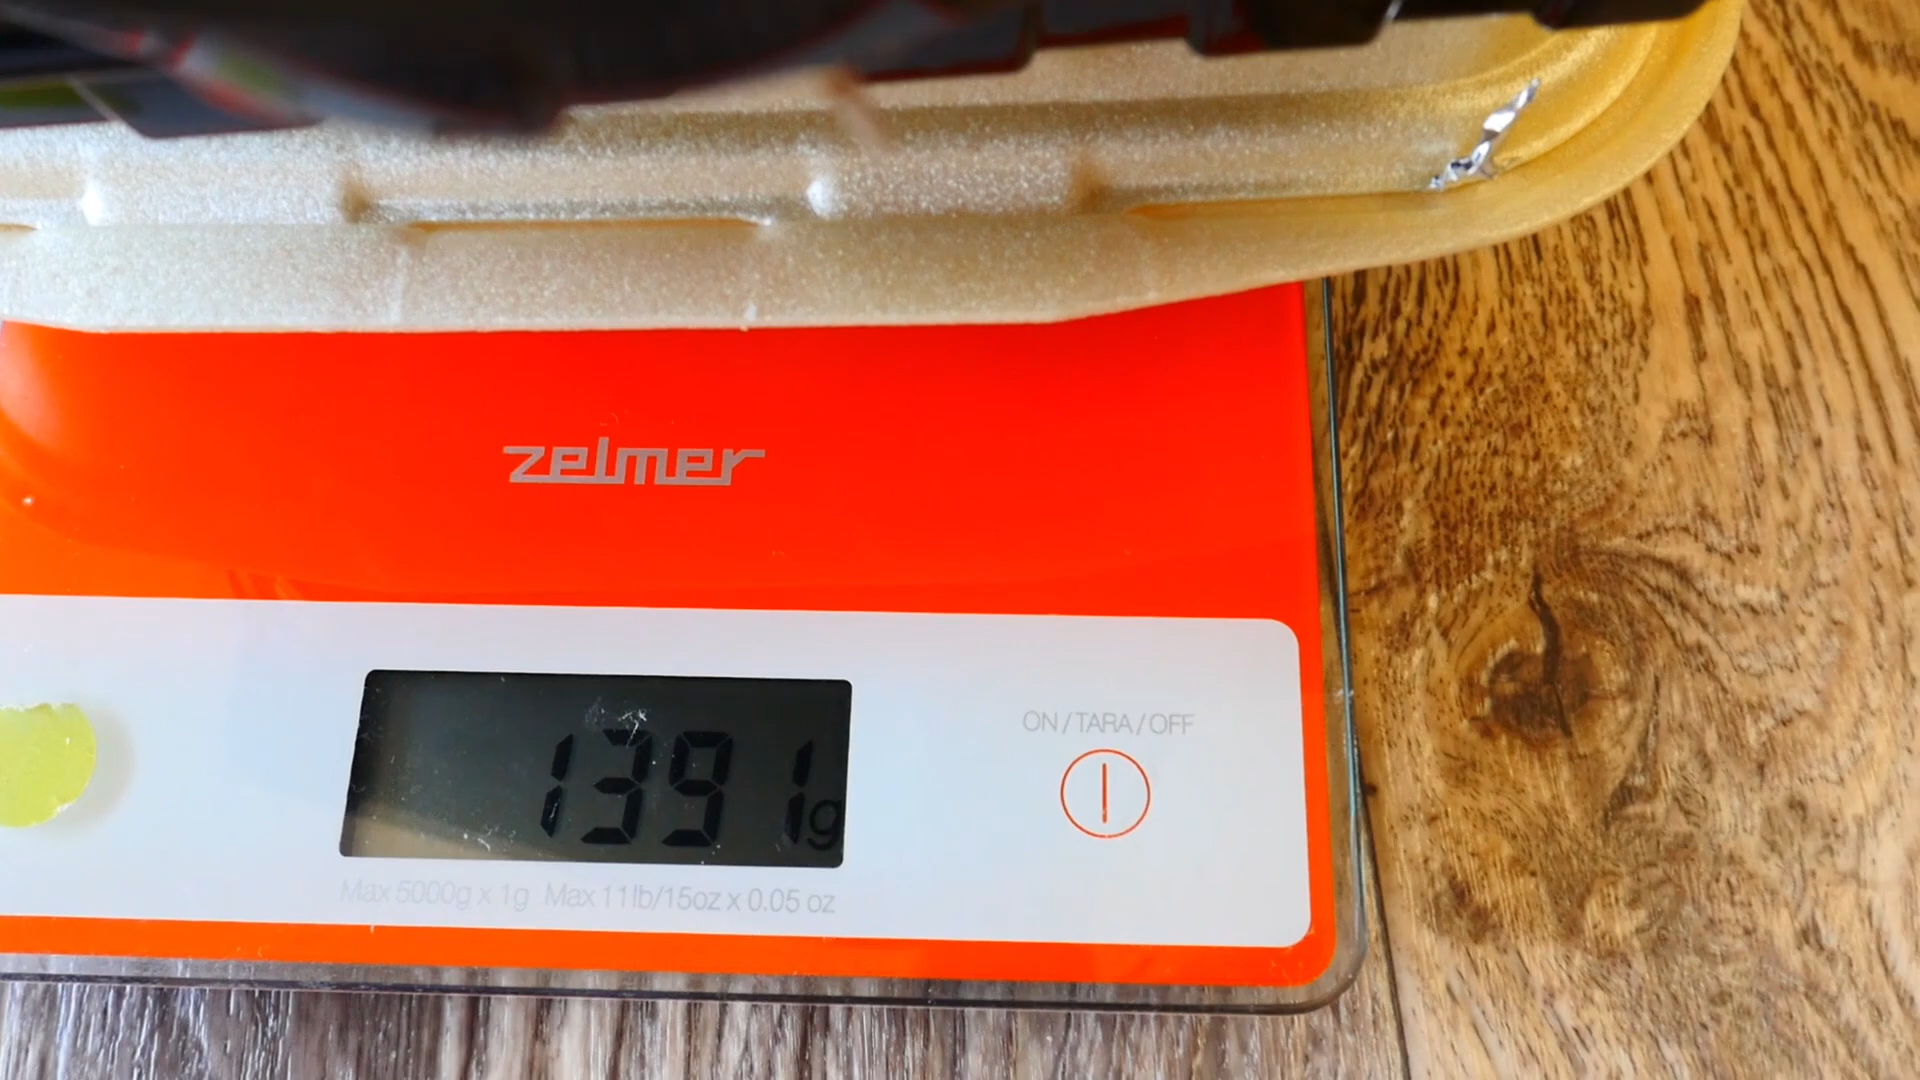 zelmer
ON / TARA / OFF
1391g
Max 5000g x 1g Max 11lb/15oz x 0.05 oz